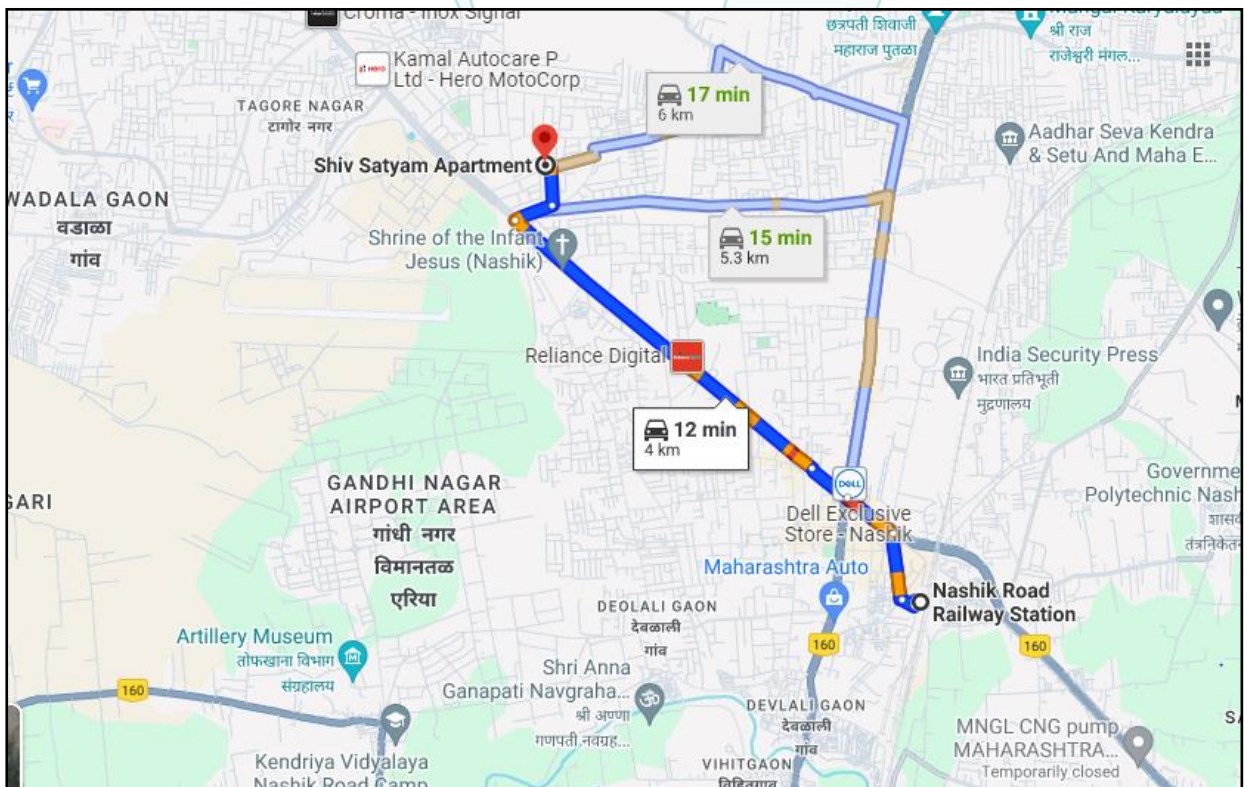 Croma - Inox Signal
Kamal Autocare P
Ltd - Hero MotoCorp
TAGORE NAGAR
टागोर नगर
छत्रपती शिवाजी
महाराज पुतळा
श्री राज
राजेश्वरी मंगल...
17 min
6 km
Aadhar Seva Kendra
& Setu And Maha E...
Shiv Satyam Apartment
WADALA GAON
वडाळा
गांव
Shrine of the Infant
Jesus (Nashik)
15 min
5.3 km
Reliance Digital
India Security Press
भारत प्रतिभूती
मुद्रणालय
12 min
4 km
GANDHI NAGAR
AIRPORT AREA
गांधी नगर
विमानतळ
एरिया
GARI
Governme
Polytechnic Nash
शासव
तंत्रनिकेतन
DELL
Dell Exclusive
Store - Nashik
Maharashtra Auto
Nashik Road
Railway Station
DEOLALI GAON
देवळाली
गांव
160
160
Artillery Museum
तोफखाना विभाग
संग्रहालय
Shri Anna
Ganapati Navgraha...
श्री अण्णा
गणपती नवग्रह...
160
DEVLALI GAON
देवळाली
गांव
MNGL CNG pump
MAHARASHTRA...
Temporarily closed
Kendriya Vidyalaya
Nashik Road Camp
VIHITGAON
विहितगाव